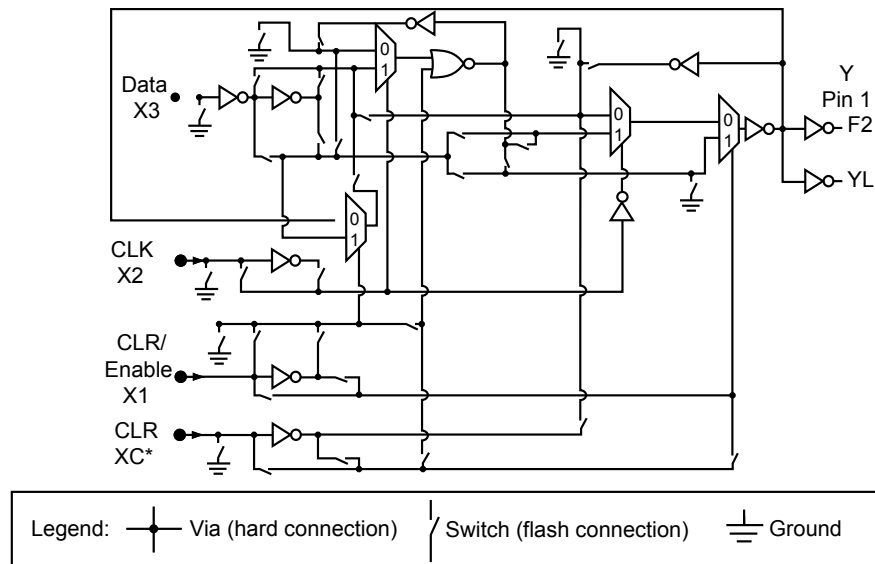 Data
X3
0
1
0
1
0
1
Y
Pin 1
F2
YL
0
1
CLK
X2
CLR/
Enable
X1
CLR
XC*
Legend: Via (hard connection) Switch (flash connection) Ground